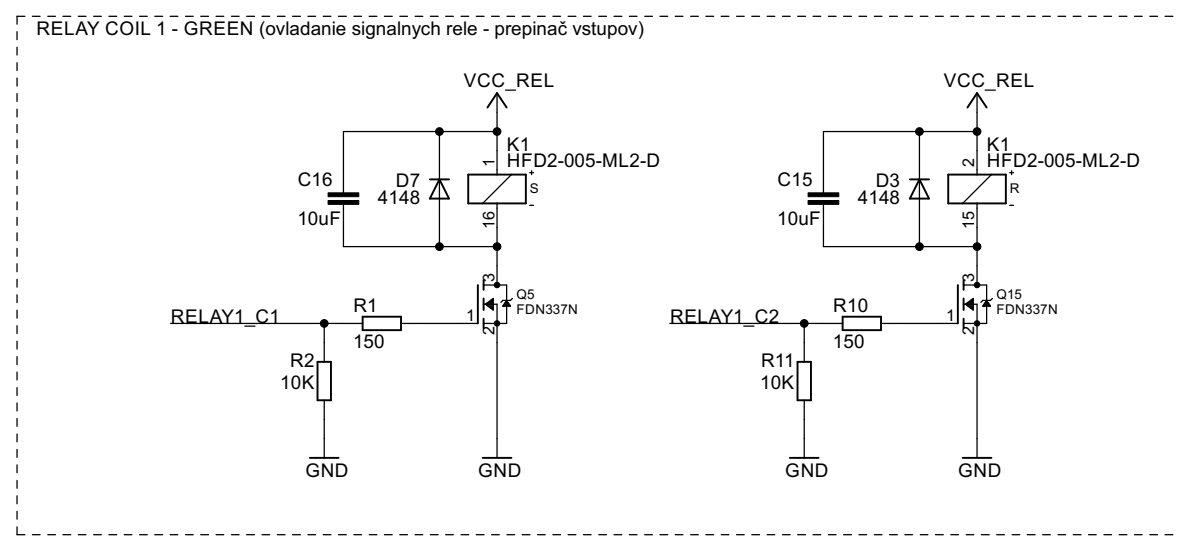 RELAY COIL 1 - GREEN (ovladanie signalnych rele - prepinač vstupov)
VCC_REL
K1
HFD2-005-ML2-D
1
+
S
-
16
C16
10uF
D7
4148
3
Q5
FDN337N
1
2
RELAY1_C1
R1
150
R2
10K
GND
GND
VCC_REL
K1
HFD2-005-ML2-D
2
+
R
-
15
C15
10uF
D3
4148
3
Q15
FDN337N
1
2
RELAY1_C2
R10
150
R11
10K
GND
GND